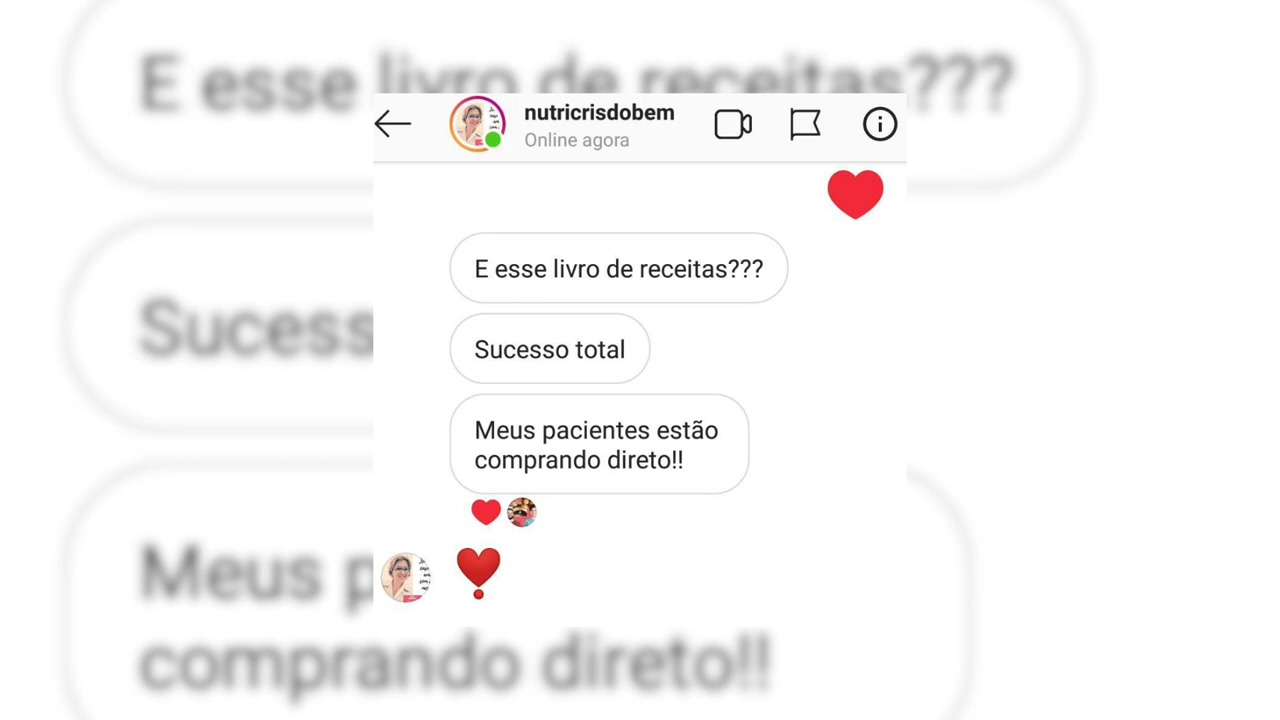 E esse livro de receitas???
nutricrisdobem
Online agora
E esse livro de receitas???
Sucesso total
Meus pacientes estão
comprando direto!!
Sucess
Meus p
comprando direto!!